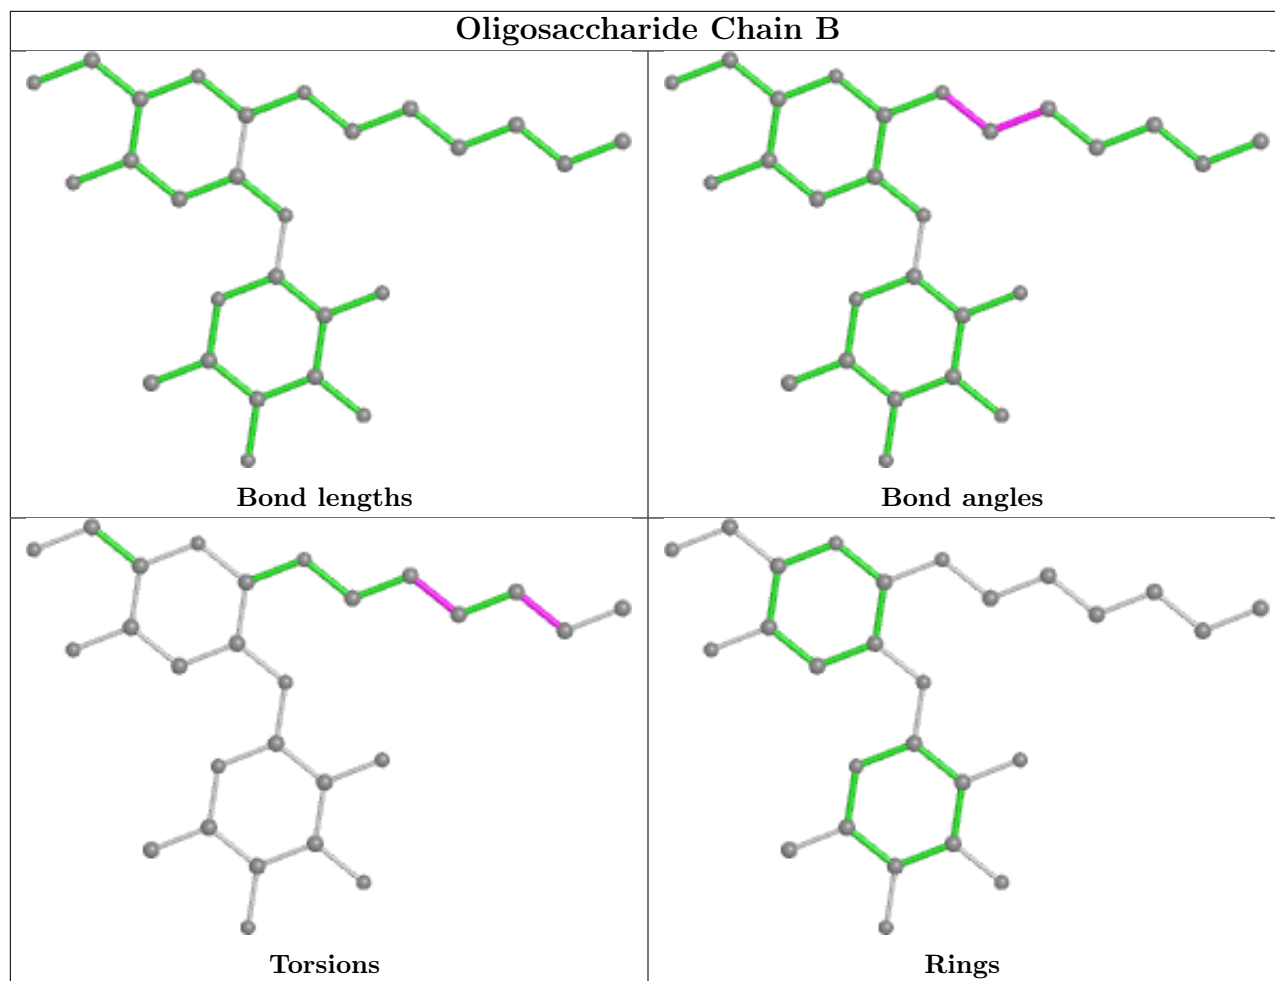 Oligosaccharide Chain B
Bond lengths
Bond angles
Torsions
Rings